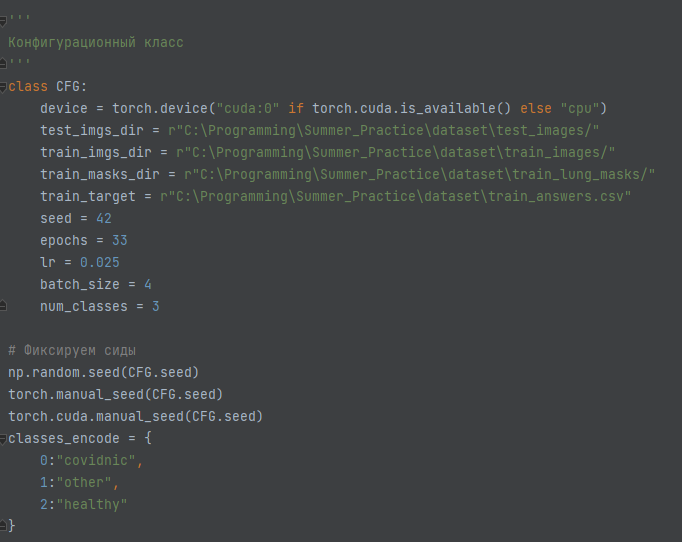 '''
Конфигурационный класс
'''
class CFG:
    device = torch.device("cuda:0" if torch.cuda.is_available() else "cpu")
    test_imgs_dir = r"C:\Programming\Summer_Practice\dataset\test_images/"
    train_imgs_dir = r"C:\Programming\Summer_Practice\dataset\train_images/"
    train_masks_dir = r"C:\Programming\Summer_Practice\dataset\train_lung_masks/"
    train_target = r"C:\Programming\Summer_Practice\dataset\train_answers.csv"
    seed = 42
    epochs = 33
    lr = 0.025
    batch_size = 4
    num_classes = 3

# Фиксируем сиды
np.random.seed(CFG.seed)
torch.manual_seed(CFG.seed)
torch.cuda.manual_seed(CFG.seed)
classes_encode = {
    0:"covidnic",
    1:"other",
    2:"healthy"
}